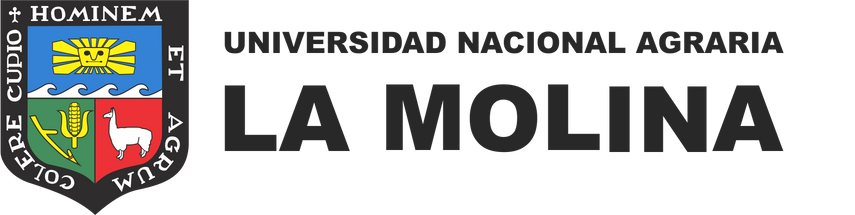 COLERE CUPIO ✝ HOMINEM ET AGRUM
UNIVERSIDAD NACIONAL AGRARIA
LA MOLINA